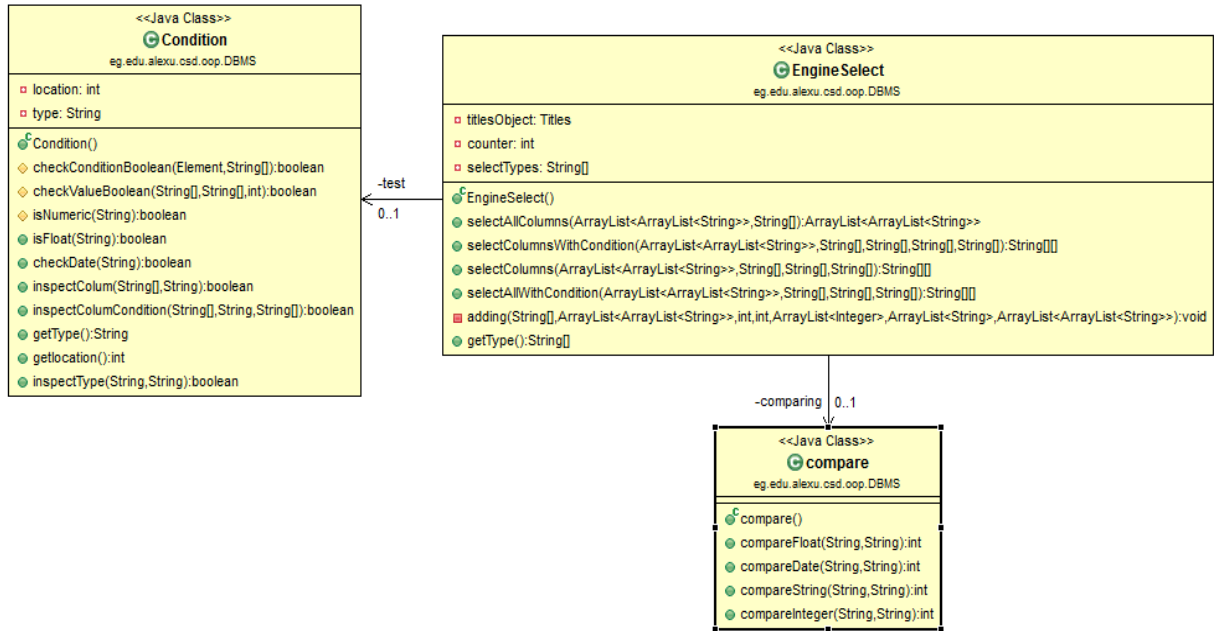 <<Java Class>>
Condition
eg.edu.alexu.csd.oop.DBMS
location: int
type: String
Condition()
checkConditionBoolean(Element,String[]):boolean
checkValueBoolean(String[],String,int):boolean
isNumeric(String):boolean
isFloat(String):boolean
checkDate(String):boolean
inspectColum(String[],String):boolean
inspectColumCondition(String[],String,String[]):boolean
getType():String
getlocation():int
inspectType(String,String):boolean
-test
0..1
<<Java Class>>
EngineSelect
eg.edu.alexu.csd.oop.DBMS
titlesObject: Titles
counter: int
selectTypes: String[]
EngineSelect()
selectAllColumns(ArrayList<ArrayList<String>>,String[]):ArrayList<ArrayList<String>>
selectColumnsWithCondition(ArrayList<ArrayList<String>>,String[],String[],String[],String[]):String[][]
selectColumns(ArrayList<ArrayList<String>>,String[],String[],String[]):String[][]
selectAllWithCondition(ArrayList<ArrayList<String>>,String[],String[],String[]):String[][]
adding(String[],ArrayList<ArrayList<String>>,int,int,ArrayList<Integer>,ArrayList<String>,ArrayList<ArrayList<String>>):void
getType():String[]
-comparing
0..1
<<Java Class>>
compare
eg.edu.alexu.csd.oop.DBMS
compare()
compareFloat(String,String):int
compareDate(String,String):int
compareString(String,String):int
compareInteger(String,String):int